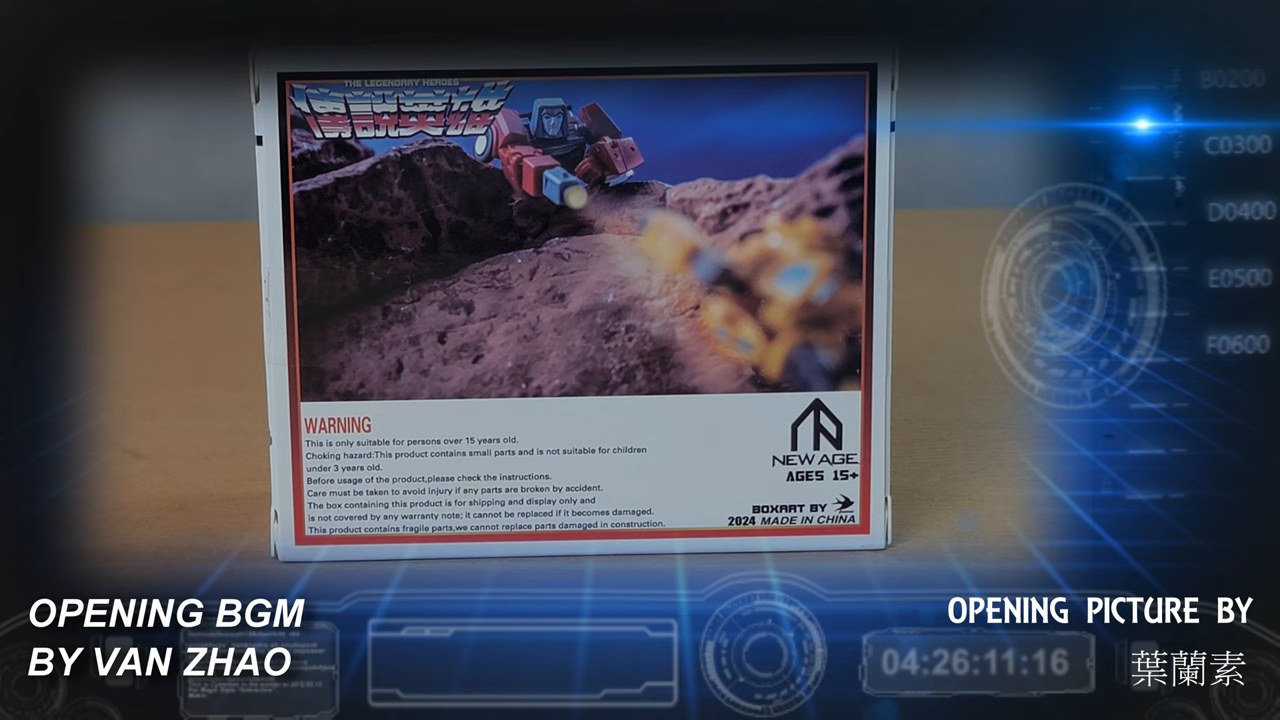 THE LEGENDARY HEROES
傳說英雄
WARNING
This is only suitable for persons over 15 years old.
Choking hazard:This product contains small parts and is not suitable for children
under 3 years old.
Before usage of the product,please check the instructions.
Care must be taken to avoid injury if any parts are broken by accident.
The box containing this product is for shipping and display only and
is not covered by any warranty note; it cannot be replaced if it becomes damaged.
This product contains fragile parts,we cannot replace parts damaged in construction.
NEW AGE
AGES 15+
BOXART BY
2024 MADE IN CHINA
B0200
C0300
D0400
E0500
F0600
OPENING BGM
BY VAN ZHAO
04:26:11:16
OPENING PICTURE BY
葉蘭素